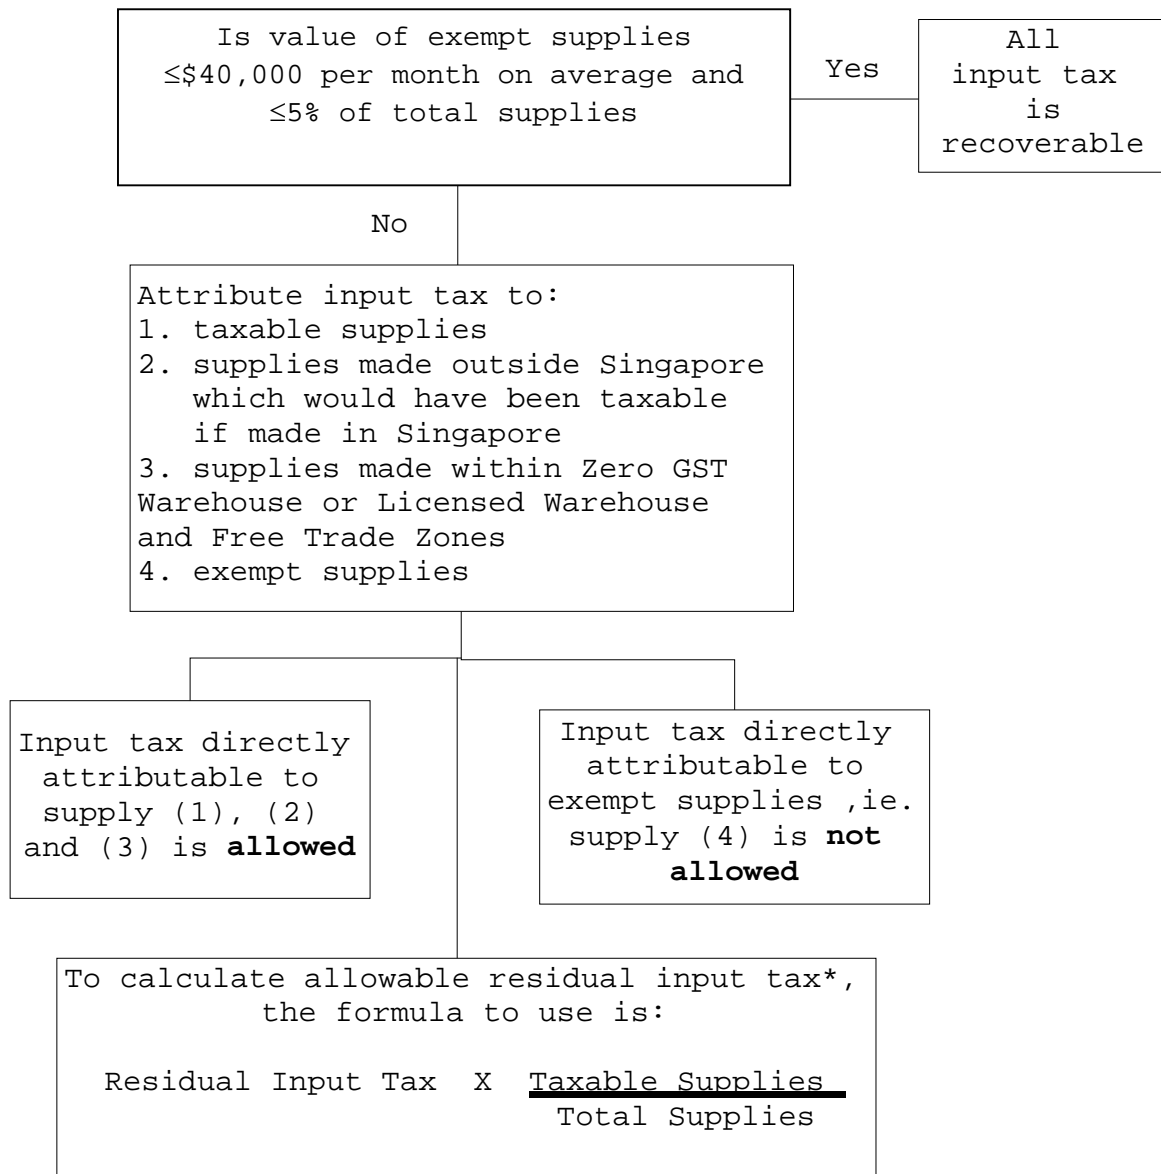 Is value of exempt supplies
≤$40,000 per month on average and
≤5% of total supplies
Yes
All
input tax
is
recoverable
No
Attribute input tax to:
1. taxable supplies
2. supplies made outside Singapore
which would have been taxable
if made in Singapore
3. supplies made within Zero GST
Warehouse or Licensed Warehouse
and Free Trade Zones
4. exempt supplies
Input tax directly
attributable to
supply (1), (2)
and (3) is allowed
Input tax directly
attributable to
exempt supplies ,ie.
supply (4) is not
allowed
To calculate allowable residual input tax*,
the formula to use is:
Residual Input Tax X Taxable Supplies
Total Supplies